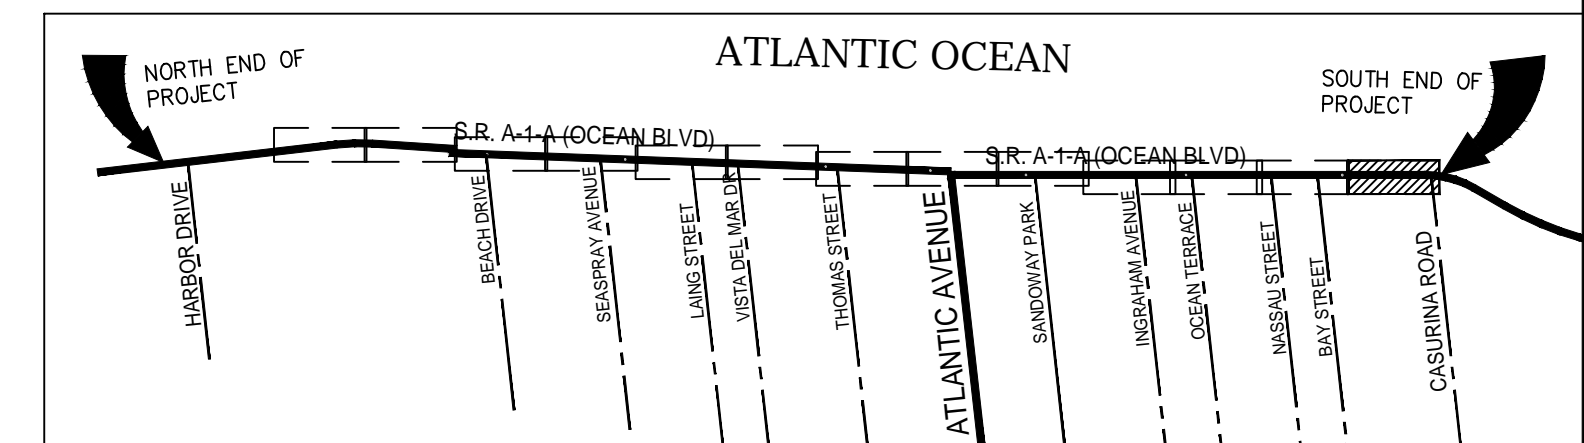 ATLANTIC OCEAN
NORTH END OF
PROJECT
SOUTH END OF
PROJECT
S.R. A-1-A (OCEAN BLVD)
S.R. A-1-A (OCEAN BLVD)
HARBOR DRIVE
BEACH DRIVE
SEASPRAY AVENUE
LAING STREET
VISTA DEL MAR DR
THOMAS STREET
ATLANTIC AVENUE
SANDOWAY PARK
INGRAHAM AVENUE
OCEAN TERRACE
NASSAU STREET
BAY STREET
CASURINA ROAD